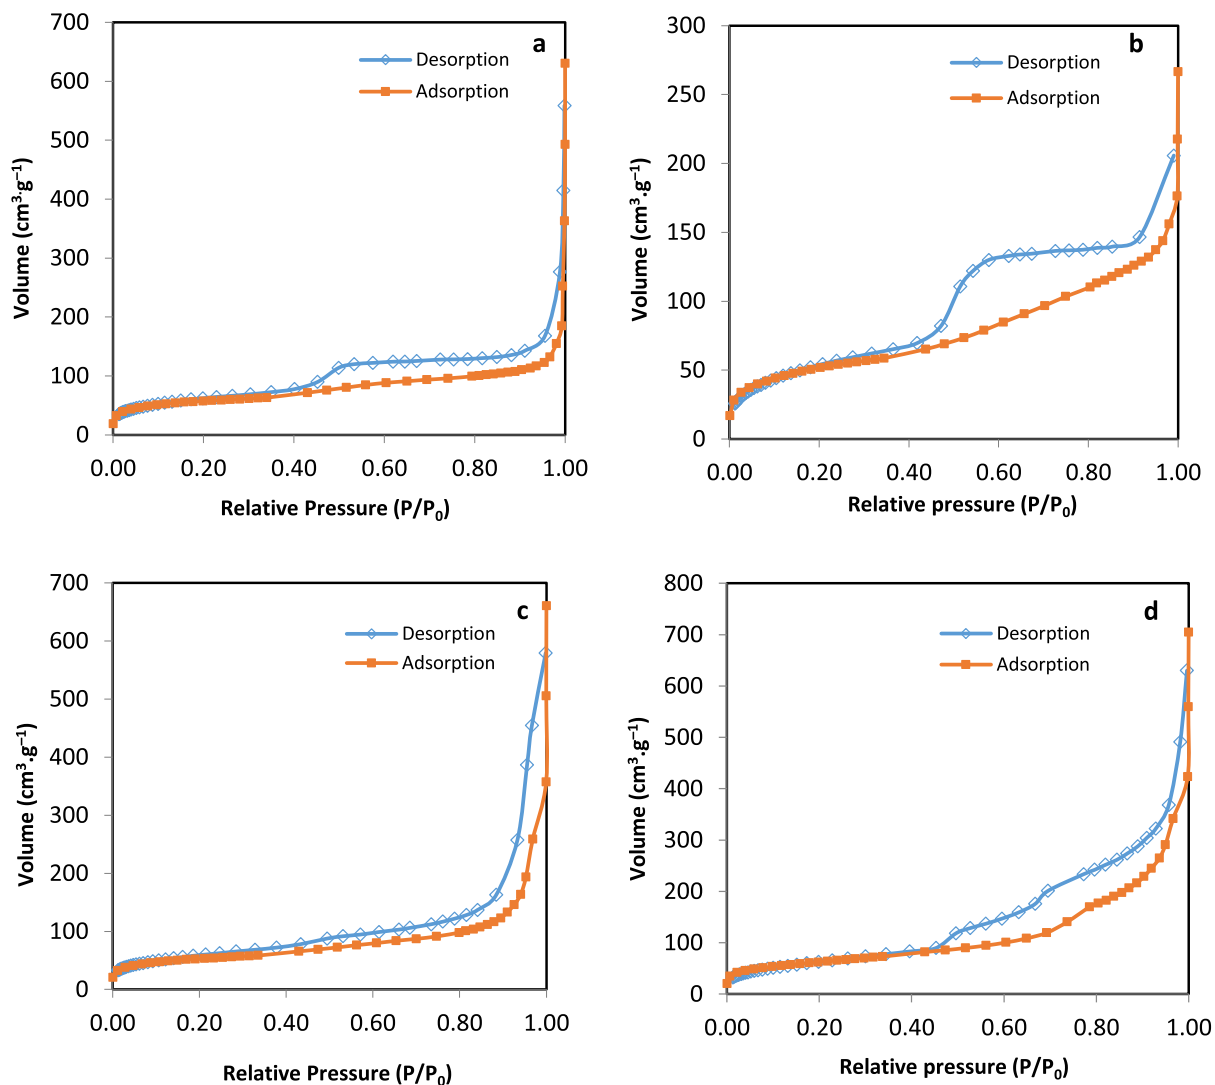 a
Desorption
Adsorption
700
600
500
400
300
200
100
0
Volume (cm³·g⁻¹)
0.00 0.20 0.40 0.60 0.80 1.00
Relative Pressure (P/P₀)
b
Desorption
Adsorption
300
250
200
150
100
50
0
Volume (cm³.g⁻¹)
0.00 0.20 0.40 0.60 0.80 1.00
Relative pressure (P/P₀)
c
Desorption
Adsorption
700
600
500
400
300
200
100
0
Volume (cm³.g⁻¹)
0.00 0.20 0.40 0.60 0.80 1.00
Relative Pressure (P/P₀)
d
Desorption
Adsorption
800
700
600
500
400
300
200
100
0
Volume (cm³.g⁻¹)
0.00 0.20 0.40 0.60 0.80 1.00
Relative pressure (P/P₀)